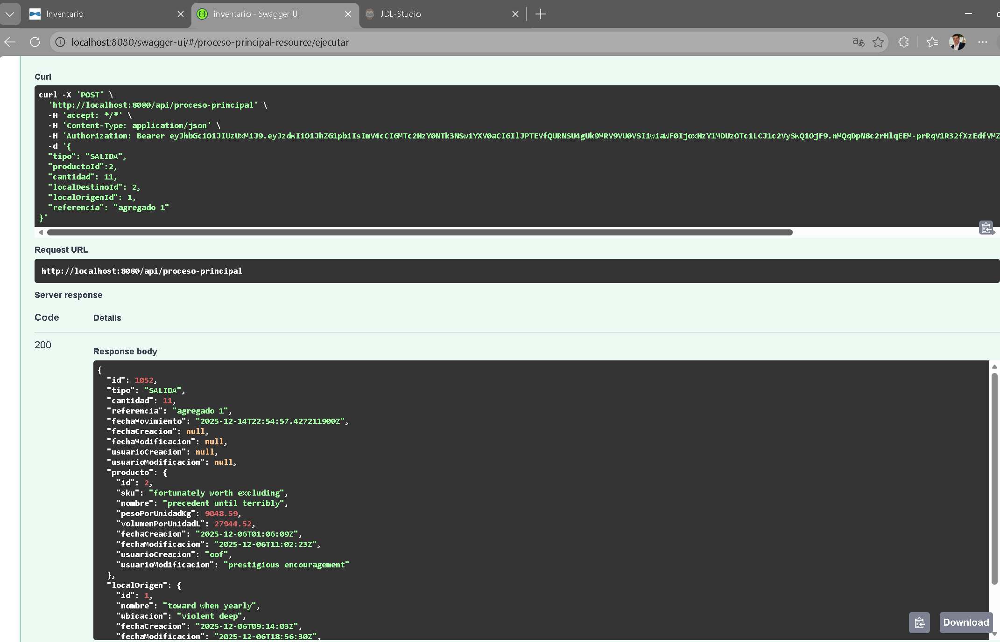 Inventario
inventario - Swagger UI
JDL-Studio
localhost:8080/swagger-ui/#/proceso-principal-resource/ejecutar
Curl
curl -X 'POST' \
'http://localhost:8080/api/proceso-principal' \
-H 'accept: */*' \
-H 'Content-Type: application/json' \
-H 'Authorization: Bearer
-d '{
"tipo": "SALIDA",
"productoId":2,
"cantidad": 11,
"localDestinoId": 2,
"localOrigenId": 1,
"referencia": "agregado 1"
}'
Request URL
http://localhost:8080/api/proceso-principal
Server response
Code Details
200
Response body
{
"id": 1052,
"tipo": "SALIDA",
"cantidad": 11,
"referencia": "agregado 1",
"fechaMovimiento": "2025-12-14T22:54:57.427211900Z",
"fechaCreacion": null,
"fechaModificacion": null,
"usuarioCreacion": null,
"usuarioModificacion": null,
"producto": {
"id": 2,
"sku": "fortunately worth excluding",
"nombre": "precedent until terribly",
"pesoPorUnidadKg": 9048.59,
"volumenPorUnidadL": 27944.52,
"fechaCreacion": "2025-12-06T01:06:09Z",
"fechaModificacion": "2025-12-06T11:02:23Z",
"usuarioCreacion": "oof",
"usuarioModificacion": "prestigious encouragement"
},
"localOrigen": {
"id": 1,
"nombre": "toward when yearly",
"ubicacion": "violent deep",
"fechaCreacion": "2025-12-06T09:14:03Z",
"fechaModificacion": "2025-12-06T18:56:30Z",
Download